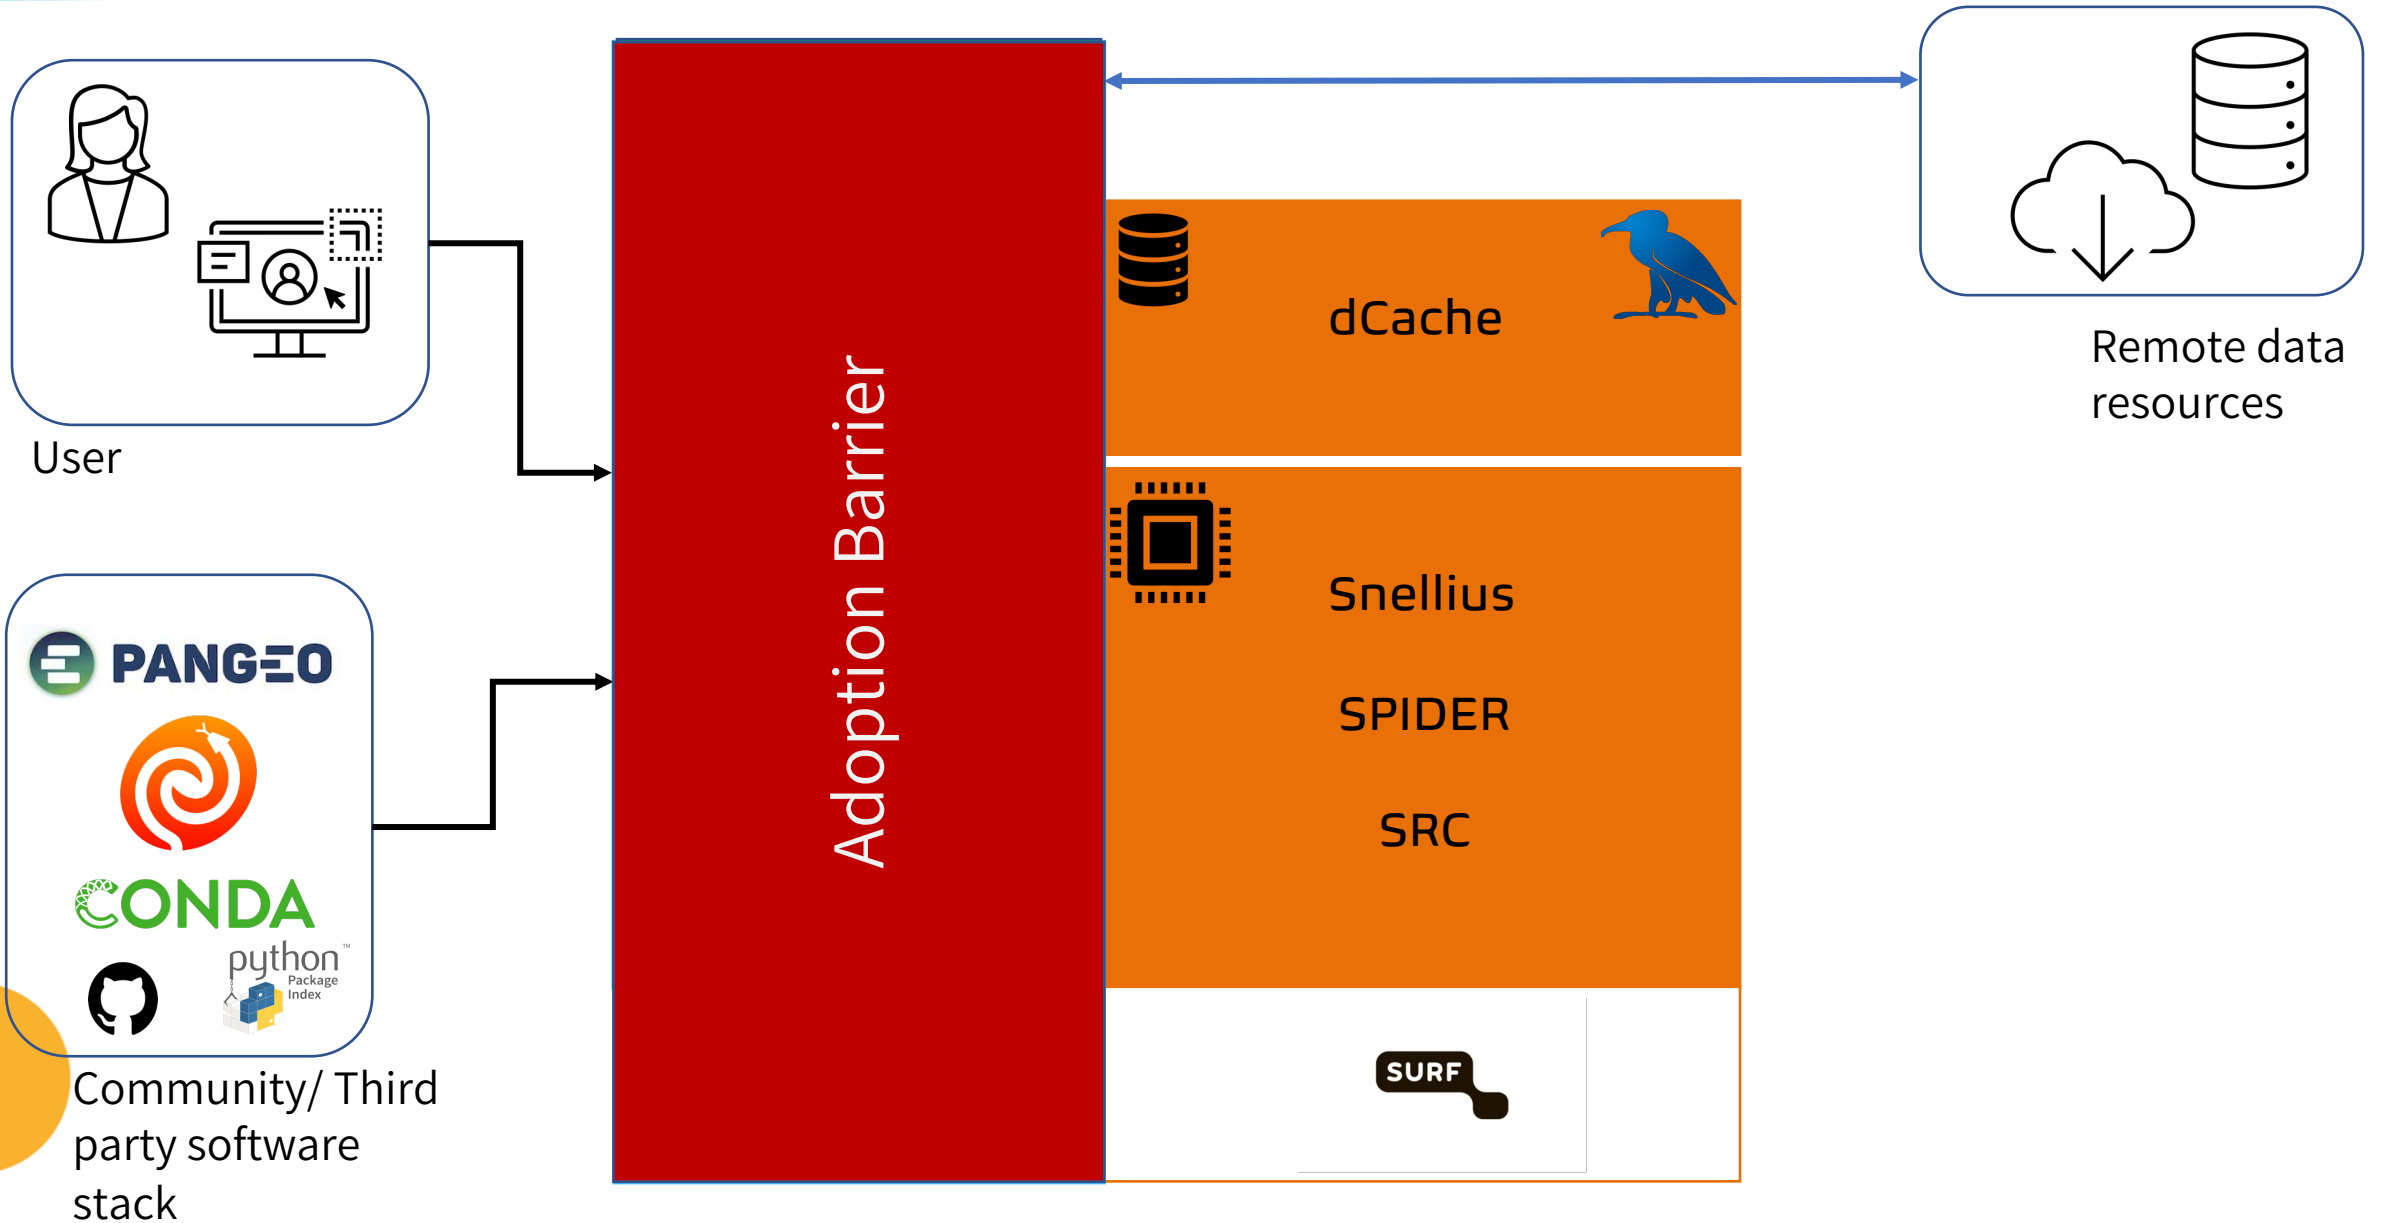 User
PANGEO
CONDA
python™
Package
Index
Community/ Third
party software
stack
Adoption Barrier
dCache
Snellius
SPIDER
SRC
SURF
Remote data
resources